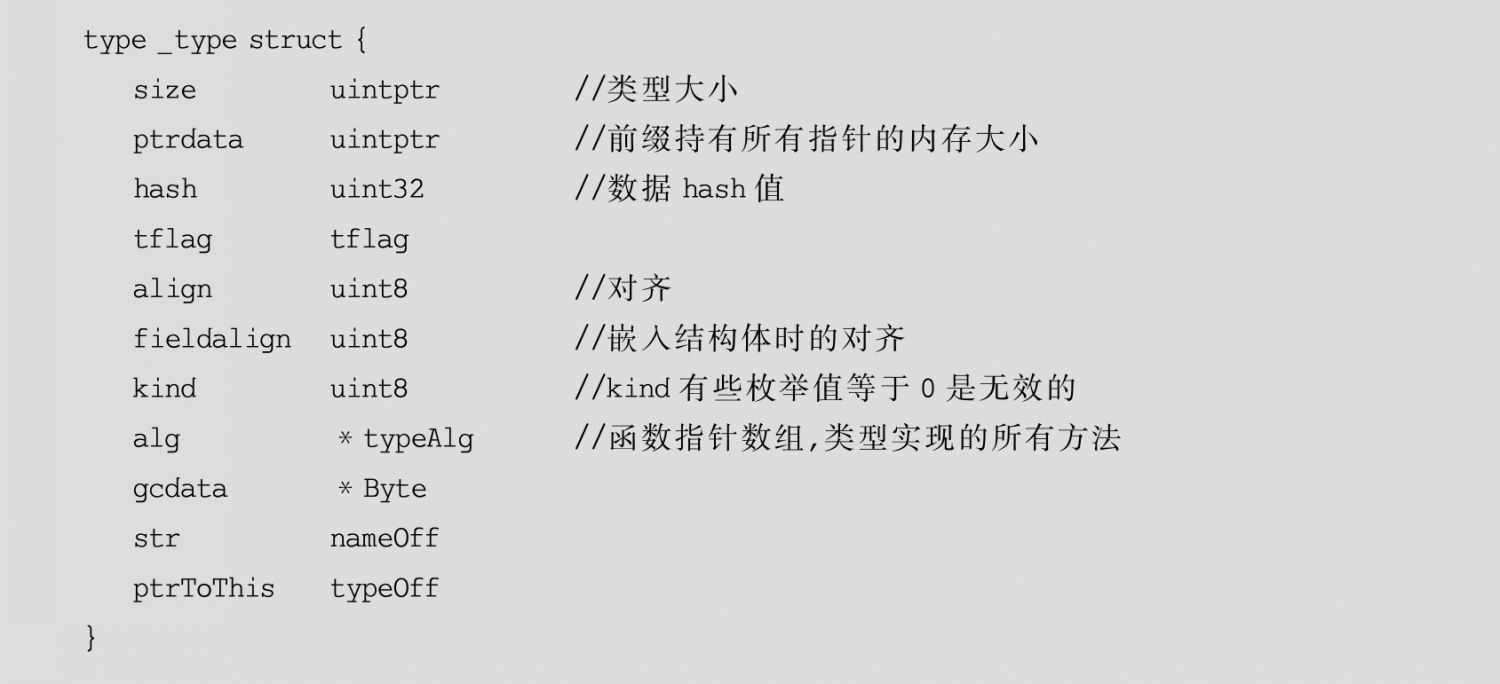 type _type struct {
size uintptr //类型大小
ptrdata uintptr //前缀持有所有指针的内存大小
hash uint32 //数据 hash 值
tflag tflag
align uint8 //对齐
fieldalign uint8 //嵌入结构体时的对齐
kind uint8 //kind 有些枚举值等于 0 是无效的
alg * typeAlg //函数指针数组,类型实现的所有方法
gcdata * Byte
str nameOff
ptrToThis typeOff
}